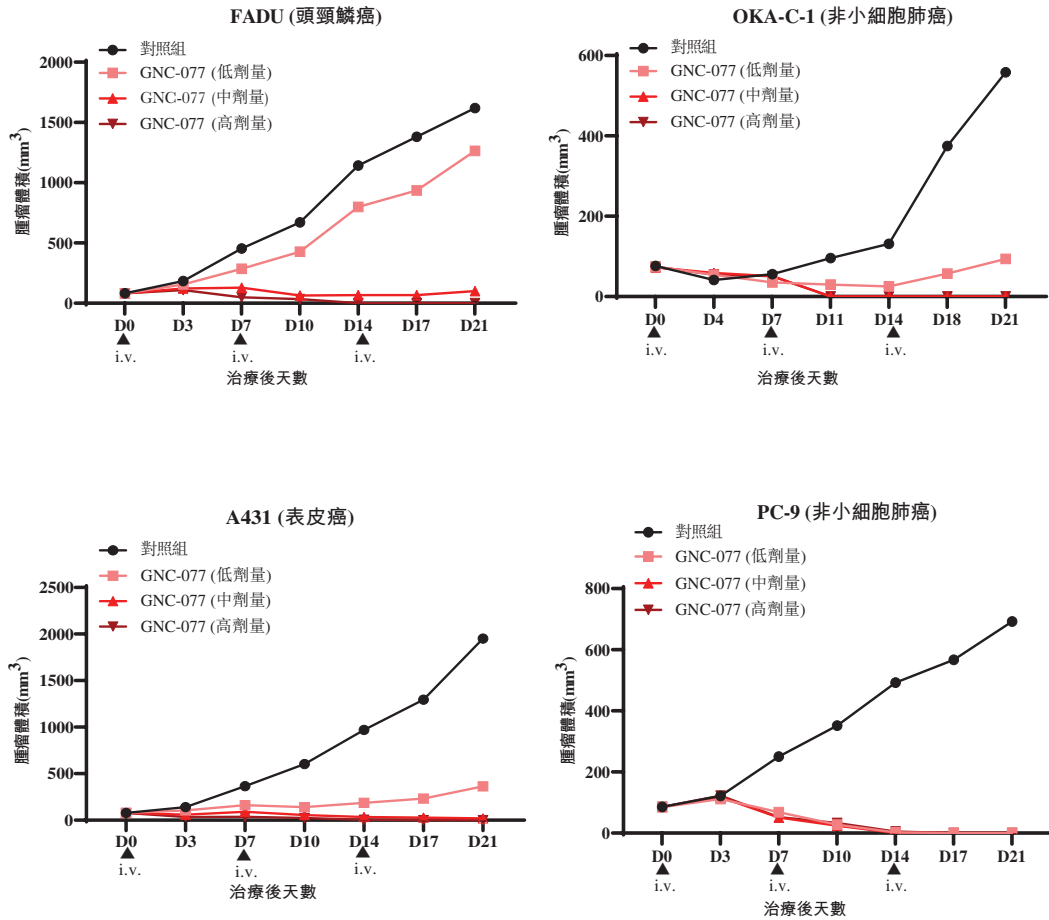 FADU (頭頸鱗癌)
對照組
GNC-077 (低劑量)
GNC-077 (中劑量)
GNC-077 (高劑量)
腫瘤體積(mm3)
2000
1500
1000
500
0
D0 D3 D7 D10 D14 D17 D21
i.v. i.v. i.v.
治療後天數
OKA-C-1 (非小細胞肺癌)
對照組
GNC-077 (低劑量)
GNC-077 (中劑量)
GNC-077 (高劑量)
腫瘤體積(mm3)
600
400
200
0
D0 D4 D7 D11 D14 D18 D21
i.v. i.v. i.v.
治療後天數
A431 (表皮癌)
對照組
GNC-077 (低劑量)
GNC-077 (中劑量)
GNC-077 (高劑量)
腫瘤體積(mm3)
2500
2000
1500
1000
500
0
D0 D3 D7 D10 D14 D17 D21
i.v. i.v. i.v.
治療後天數
PC-9 (非小細胞肺癌)
對照組
GNC-077 (低劑量)
GNC-077 (中劑量)
GNC-077 (高劑量)
腫瘤體積(mm3)
800
600
400
200
0
D0 D3 D7 D10 D14 D17 D21
i.v. i.v. i.v.
治療後天數